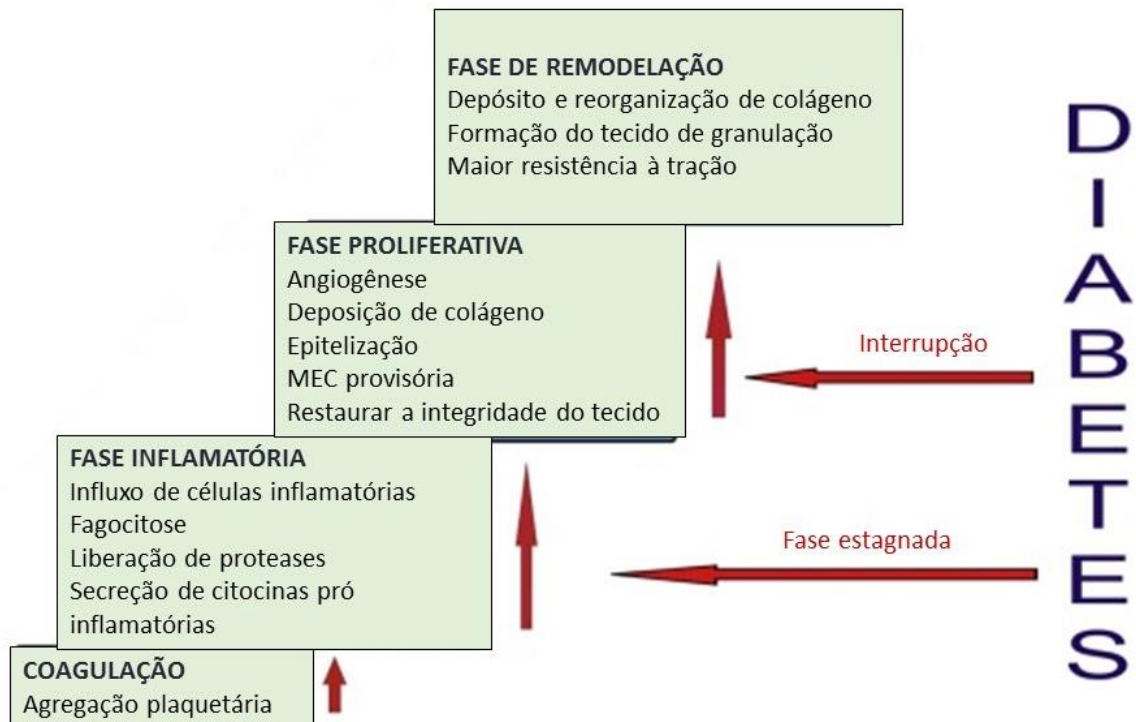 FASE DE REMODELAÇÃO
Depósito e reorganização de colágeno
Formação do tecido de granulação
Maior resistência à tração
FASE PROLIFERATIVA
Angiogênese
Deposição de colágeno
Epitelização
MEC provisória
Restaurar a integridade do tecido
FASE INFLAMATÓRIA
Influxo de células inflamatórias
Fagocitose
Liberação de proteases
Secreção de citocinas pró
inflamatórias
COAGULAÇÃO
Agregação plaquetária
Interrupção
Fase estagnada
DIABETES